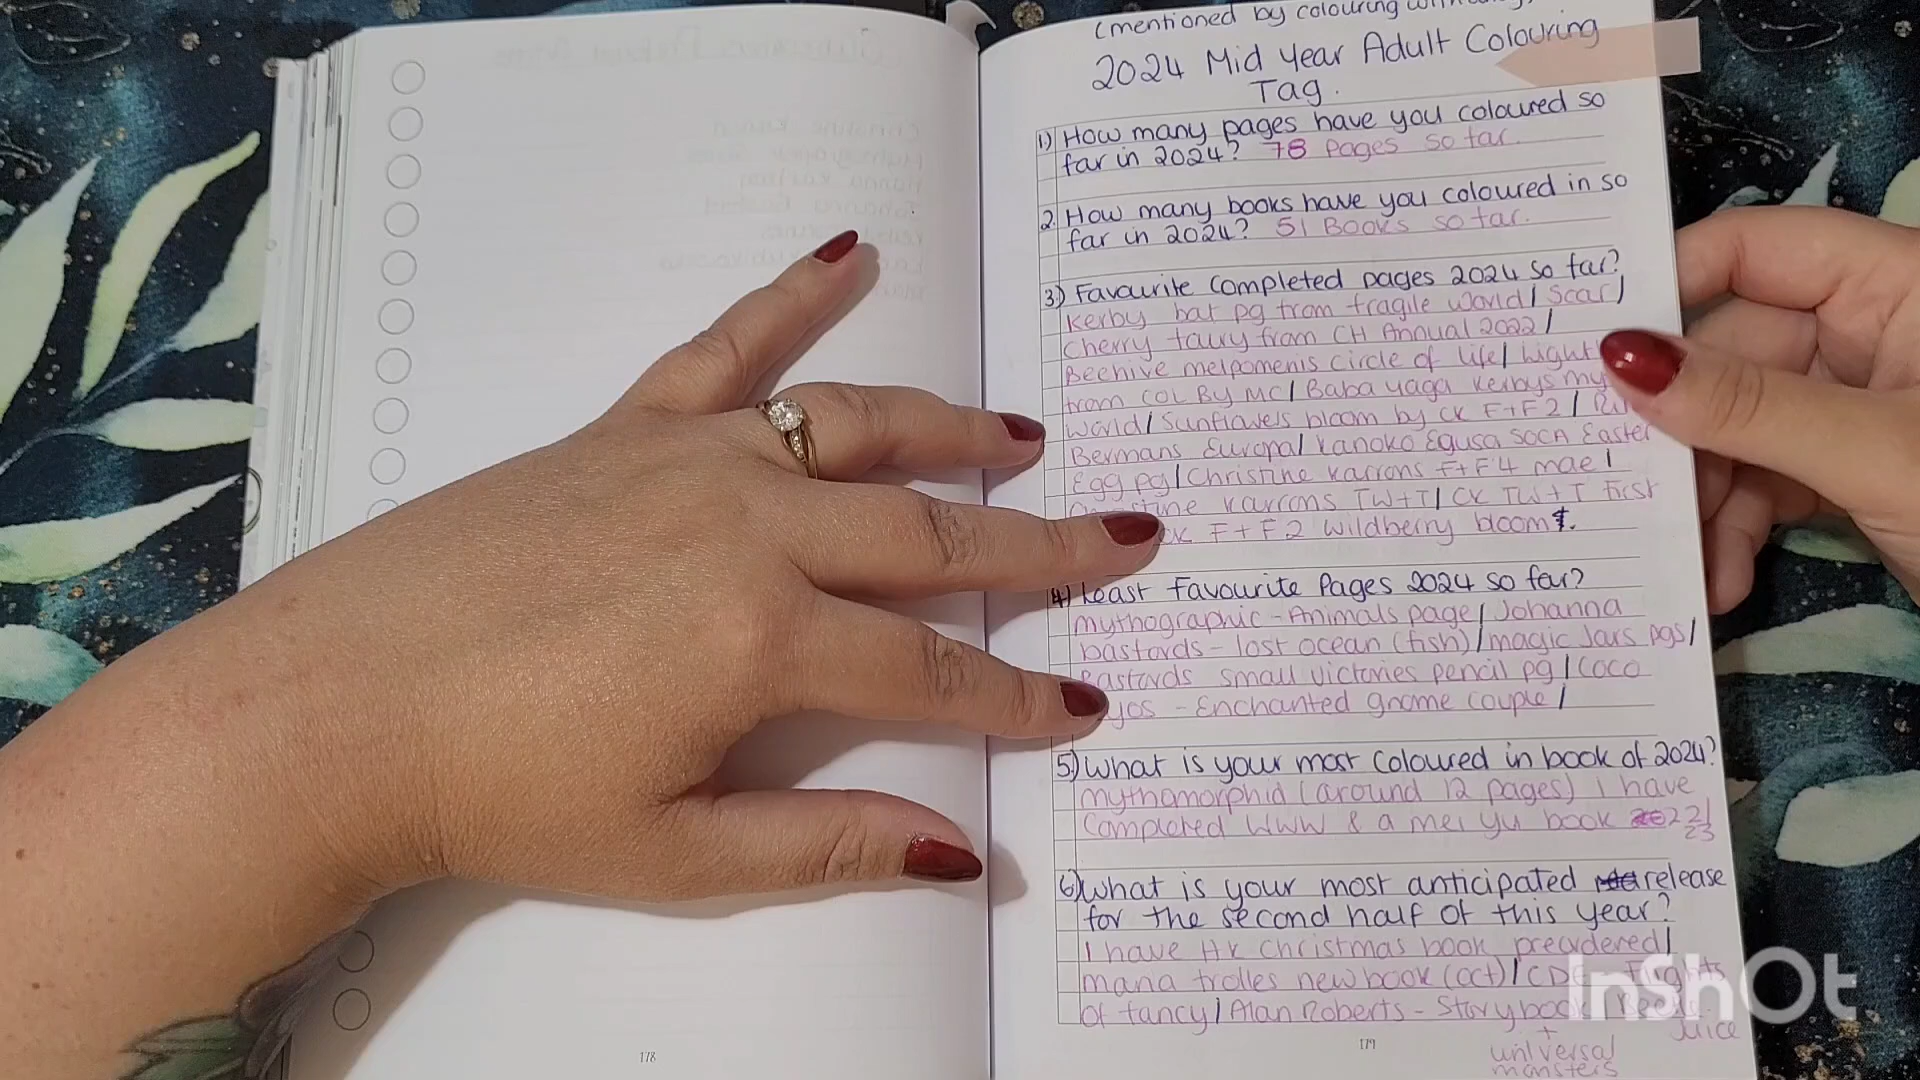 (mentioned by colouring with
2024 Mid Year Adult Colouring
Tag.
1) How many pages have you coloured so
far in 2024? 78 pages so far.
2. How many books have you coloured in so
far in 2024? 51 Books so far.
3) Favourite completed pages 2024 so far?
Kerby bat pg from fragile world/ Scar/
Cherry fairy from CH Annual 2022/
Beehive melpomenis circle of life/ Light
from COL By MC/ Baba yaga Kerbys my
world/ Sunflowers bloom by CK F+F2/
Bermans Europa/ Kanoko Egusa SOCA Easter
Egg pg/ Christine Karrons F+F4 mae/
Karrons TW+T/ CK TW+T First
CK F+F2 wildberry bloom
4) Least favourite Pages 2024 so far?
mythographic - Animals page/ Johanna
bastards - lost ocean (fish)/ magic Jars pgs/
Bastards small victories pencil pg/ Coco
yos - Enchanted gnome couple/
5) What is your most coloured in book of 2024?
mythomorphid (around 12 pages) I have
completed WWW & a mei yu book 22/
23
6) What is your most anticipated release
for the second half of this year?
I have HK Christmas book preordered/
maria trolles new book (oct)/ CDE Flights
of fancy/ Alan Roberts - Storybook Beetle
Juice
+
universal
monsters
178
179
InShOt